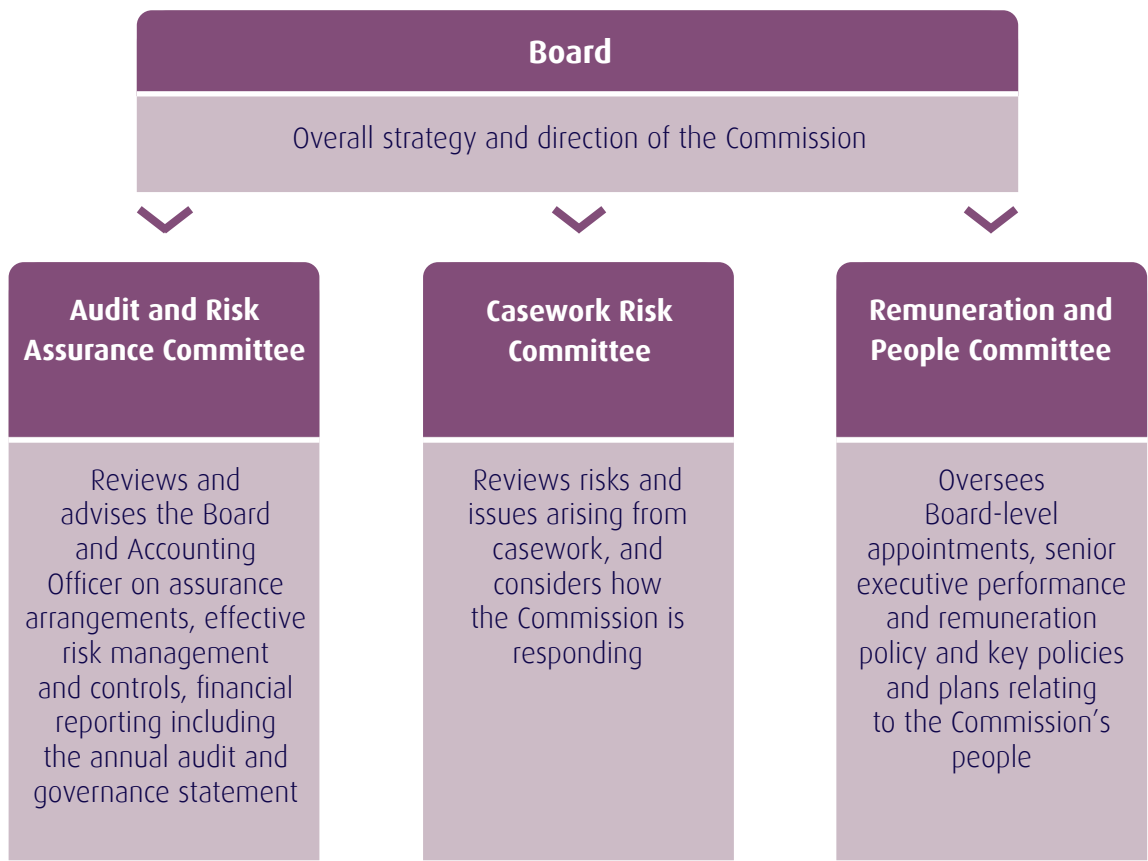 Board
Overall strategy and direction of the Commission
Audit and Risk
Assurance Committee
Reviews and
advises the Board
and Accounting
Officer on assurance
arrangements, effective
risk management
and controls, financial
reporting including
the annual audit and
governance statement
Casework Risk
Committee
Reviews risks and
issues arising from
casework, and
considers how
the Commission is
responding
Remuneration and
People Committee
Oversees
Board-level
appointments, senior
executive performance
and remuneration
policy and key policies
and plans relating
to the Commission’s
people